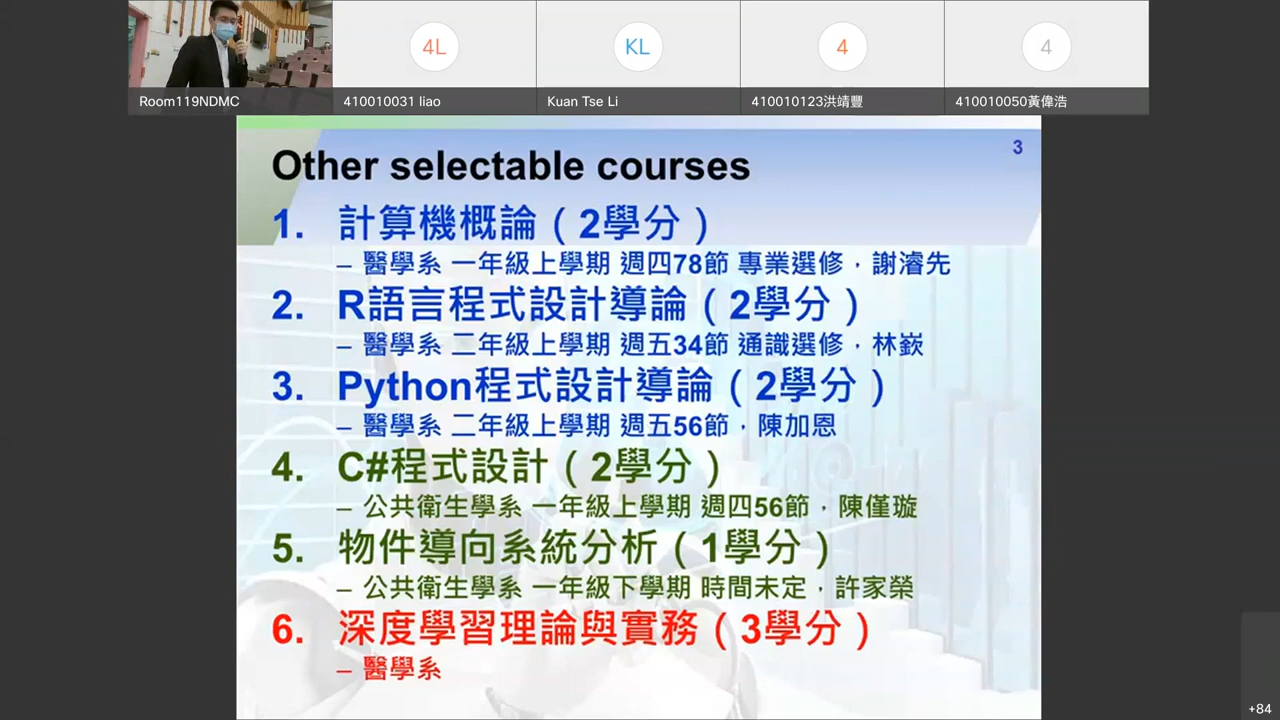 4L
KL
4
4
Room119NDMC
410010031 liao
Kuan Tse Li
410010123洪靖豐
410010050黃偉浩
Other selectable courses
3
1. 計算機概論（2學分）
– 醫學系 一年級上學期 週四78節 專業選修，謝濬先
2. R語言程式設計導論（2學分）
– 醫學系 二年級上學期 週五34節 通識選修，林嶔
3. Python程式設計導論（2學分）
– 醫學系 二年級上學期 週五56節，陳加恩
4. C#程式設計（2學分）
– 公共衛生學系 一年級上學期 週四56節，陳僅璇
5. 物件導向系統分析（1學分）
– 公共衛生學系 一年級下學期 時間未定，許家榮
6. 深度學習理論與實務（3學分）
– 醫學系
+84